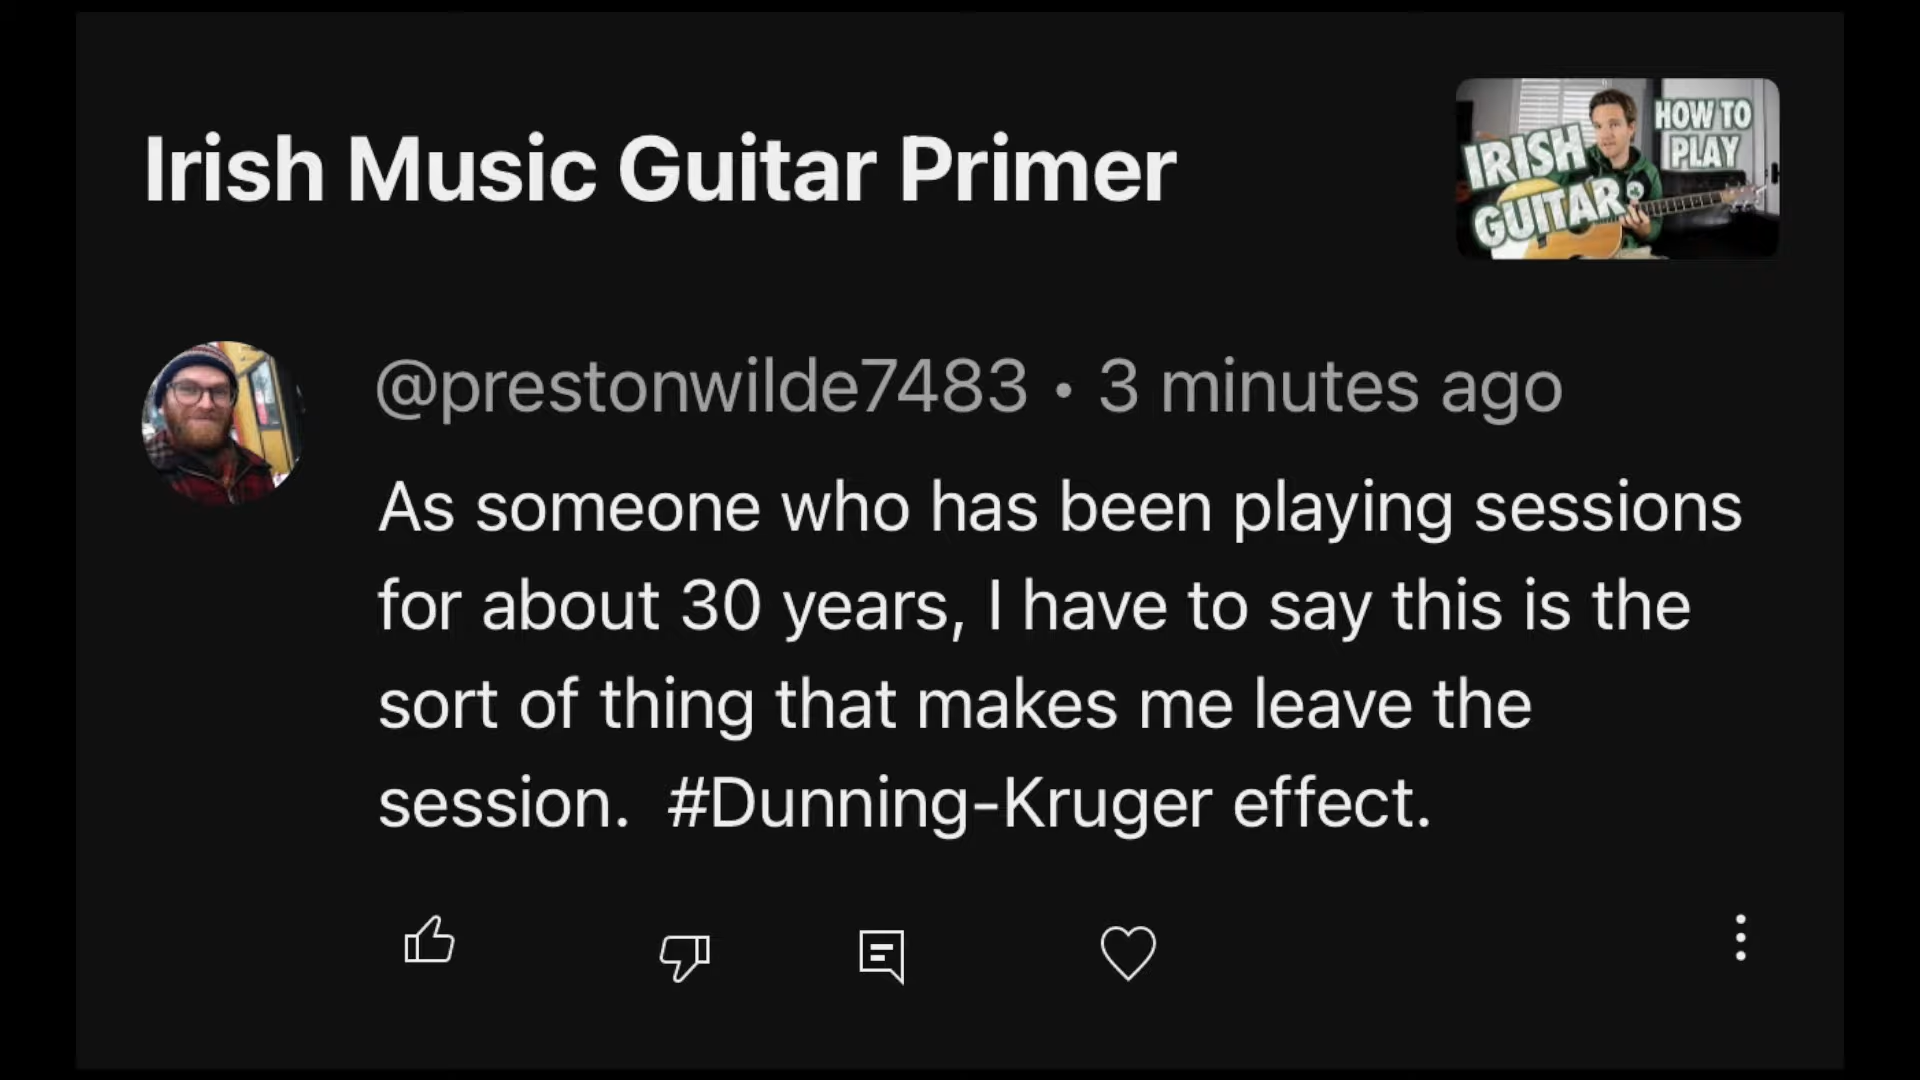 Irish Music Guitar Primer
IRISH
GUITAR
HOW TO
PLAY
@prestonwilde7483 • 3 minutes ago
As someone who has been playing sessions
for about 30 years, I have to say this is the
sort of thing that makes me leave the
session.  #Dunning-Kruger effect.